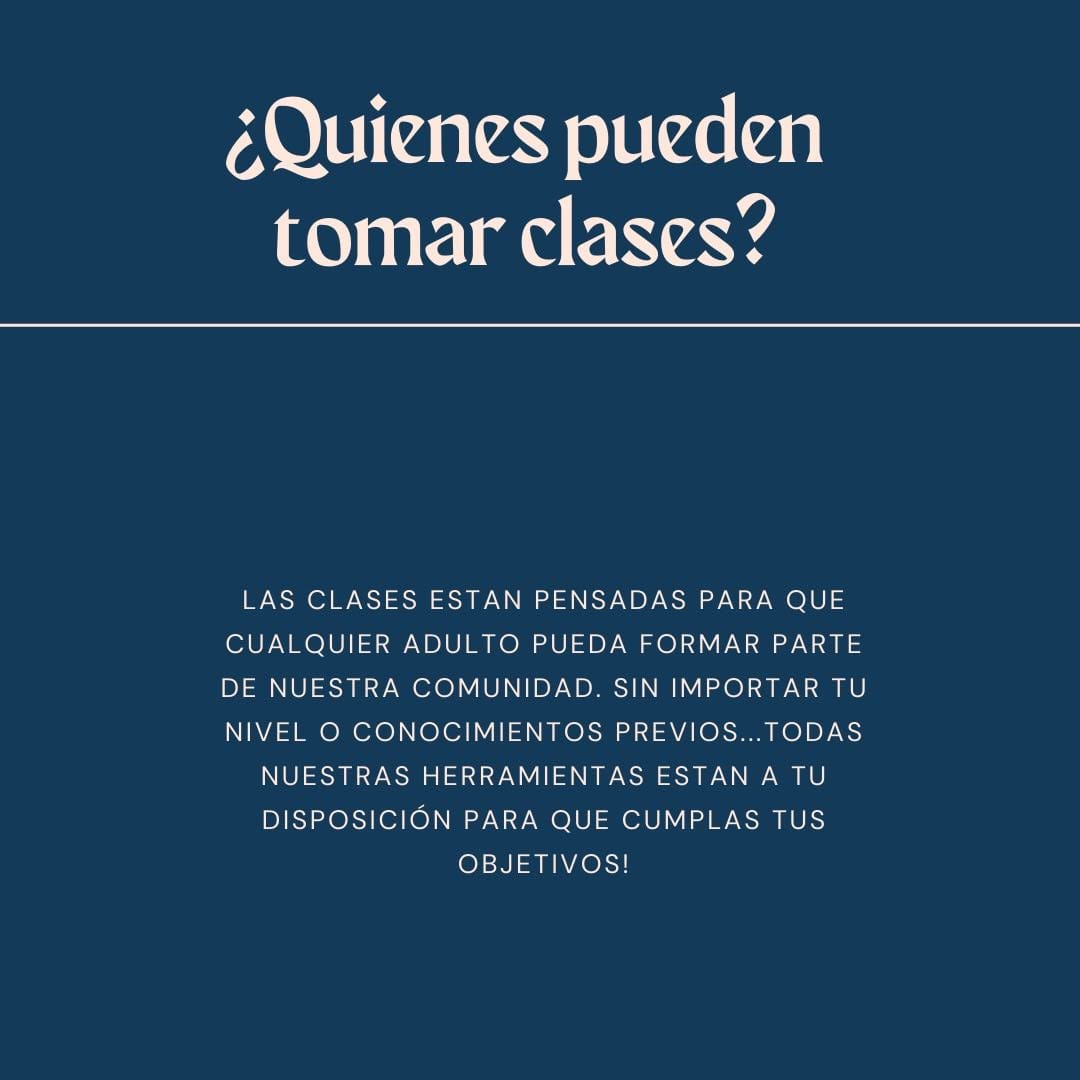 ¿Quienes pueden
tomar clases?
LAS CLASES ESTAN PENSADAS PARA QUE
CUALQUIER ADULTO PUEDA FORMAR PARTE
DE NUESTRA COMUNIDAD. SIN IMPORTAR TU
NIVEL O CONOCIMIENTOS PREVIOS...TODAS
NUESTRAS HERRAMIENTAS ESTAN A TU
DISPOSICIÓN PARA QUE CUMPLAS TUS
OBJETIVOS!